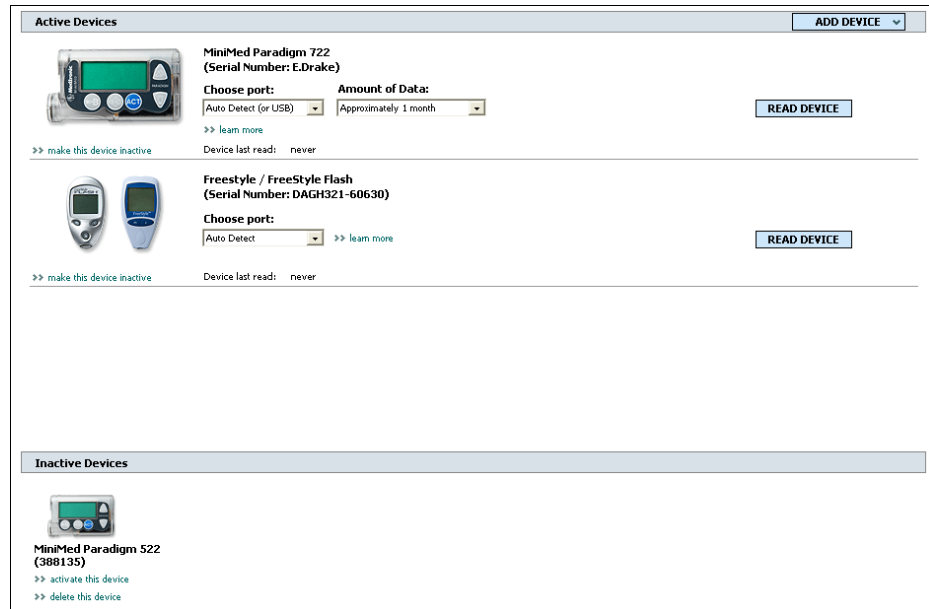 Active Devices
ADD DEVICE
MiniMed Paradigm 722
(Serial Number: E.Drake)
Choose port: Amount of Data:
Auto Detect (or USB) Approximately 1 month
READ DEVICE
>> learn more
>> make this device inactive Device last read: never
Medtronic
ACT
Freestyle / FreeStyle Flash
(Serial Number: DAGH321-60630)
Choose port:
Auto Detect >> learn more
READ DEVICE
>> make this device inactive Device last read: never
Inactive Devices
ACT
MiniMed Paradigm 522
(388135)
>> activate this device
>> delete this device